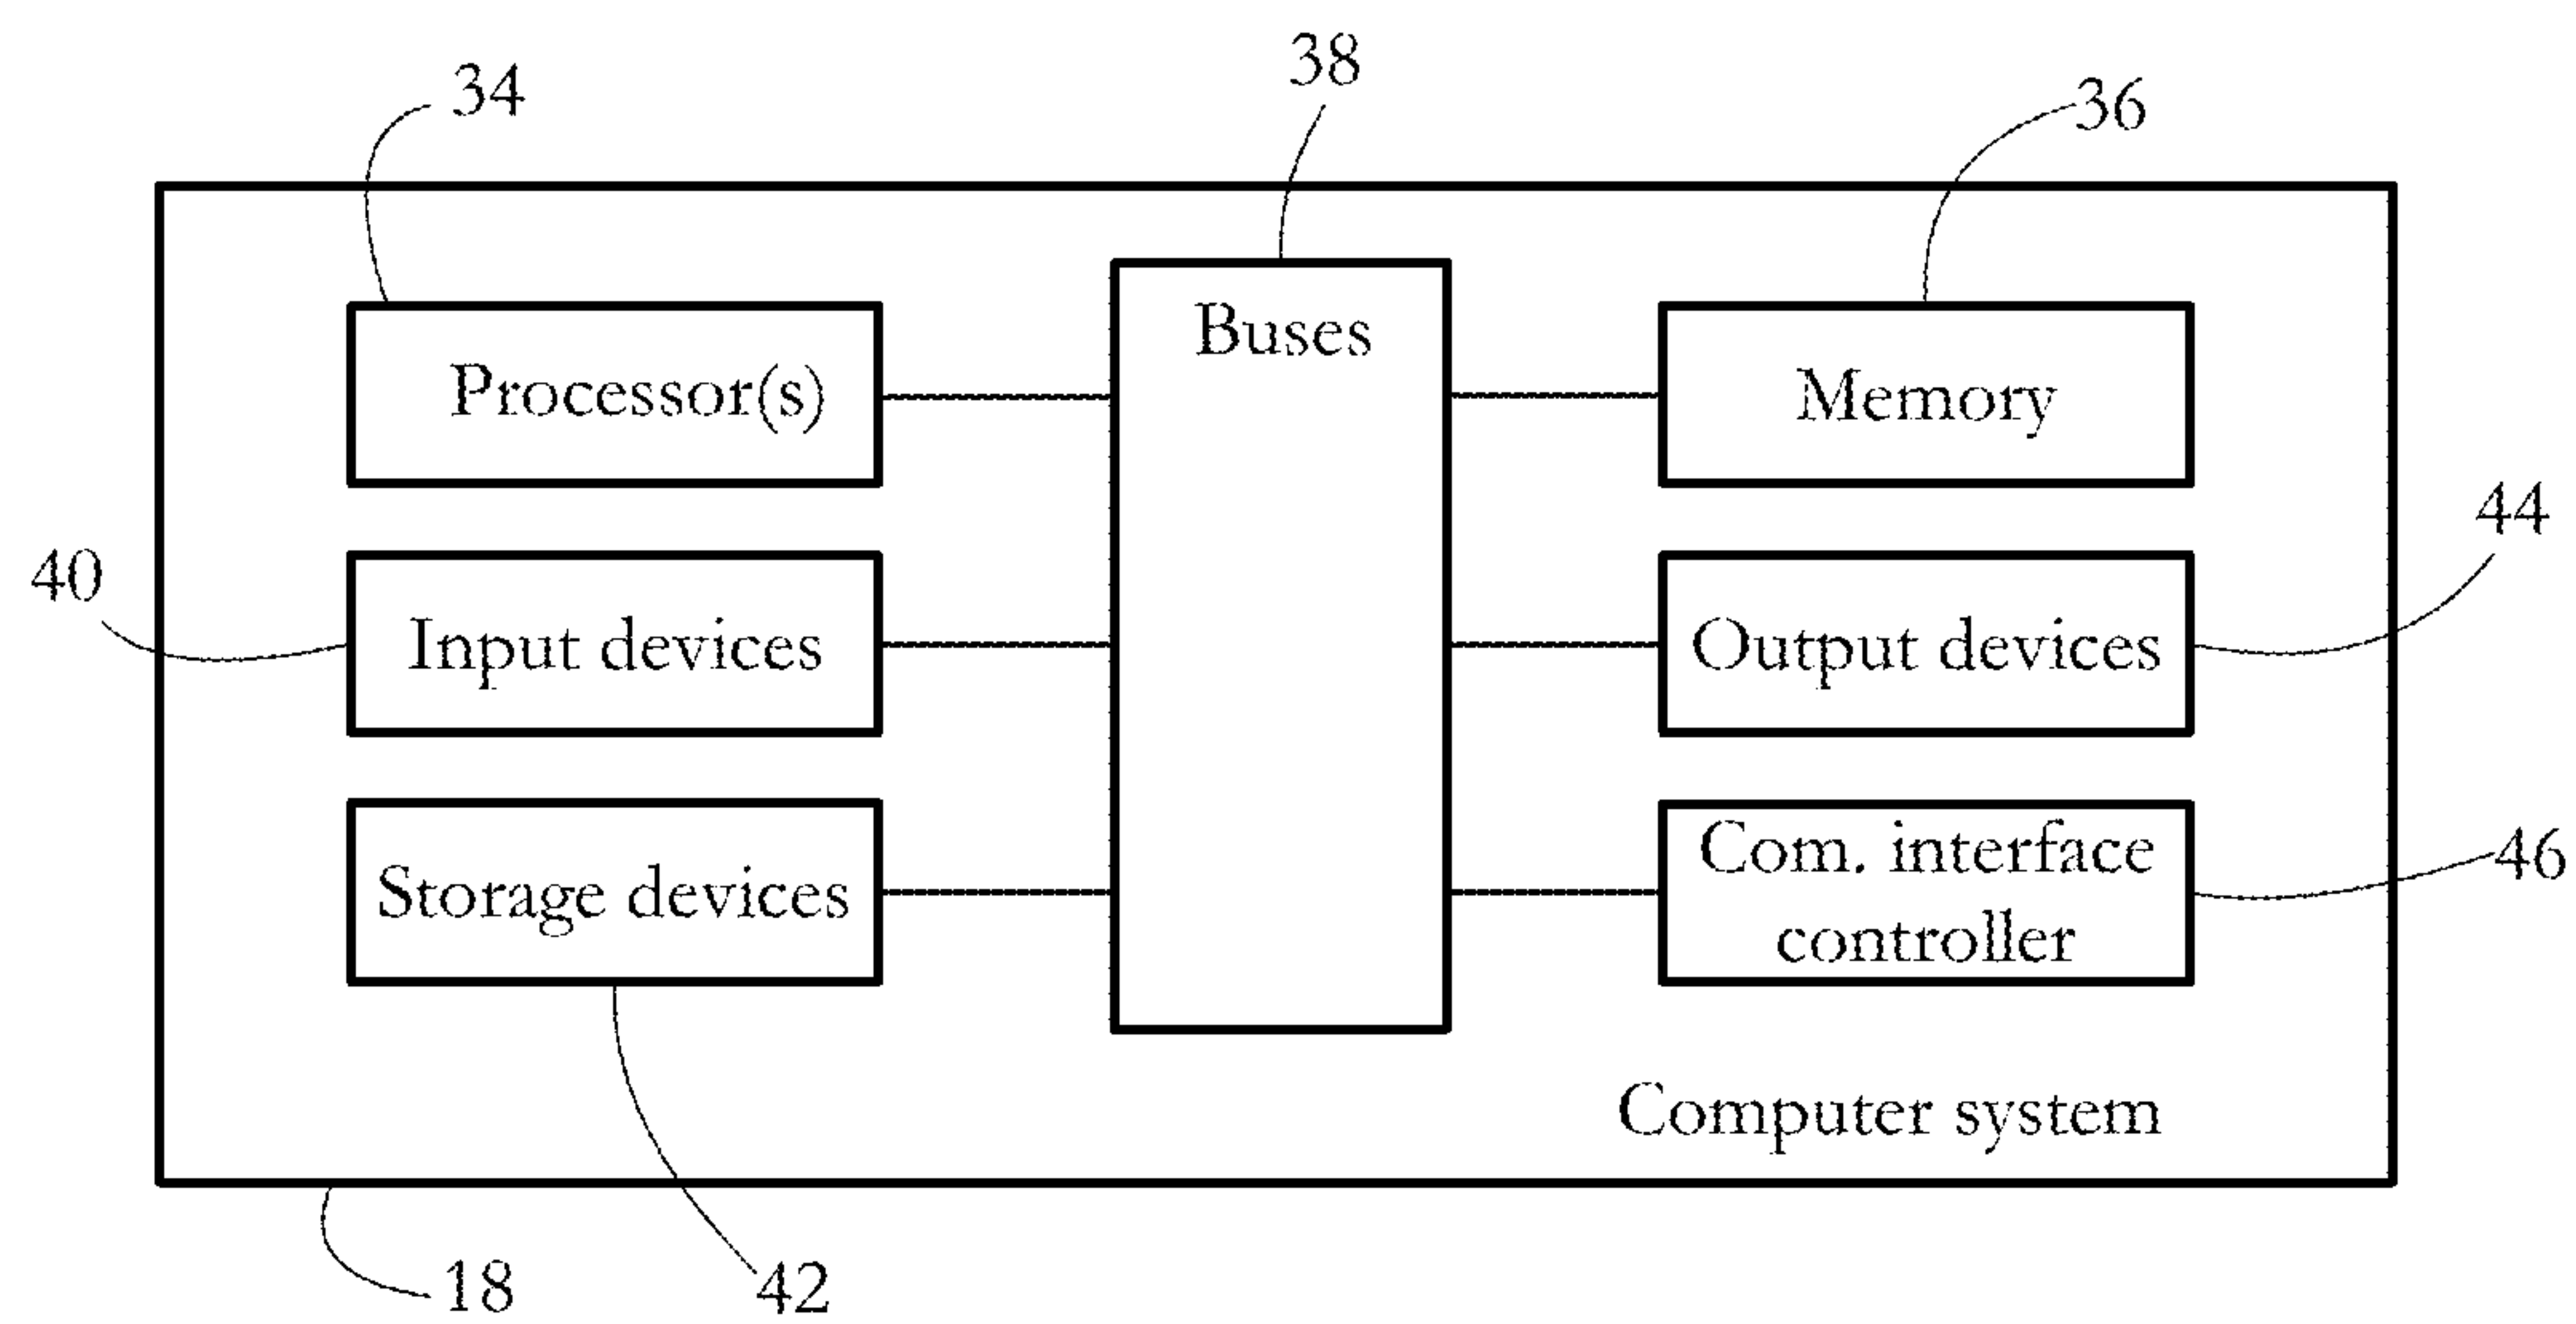 38
34
36
Buses
Processor(s)
Memory
44
40
Input devices
Output devices
Com. interface
controller
46
Storage devices
Computer system
18
42